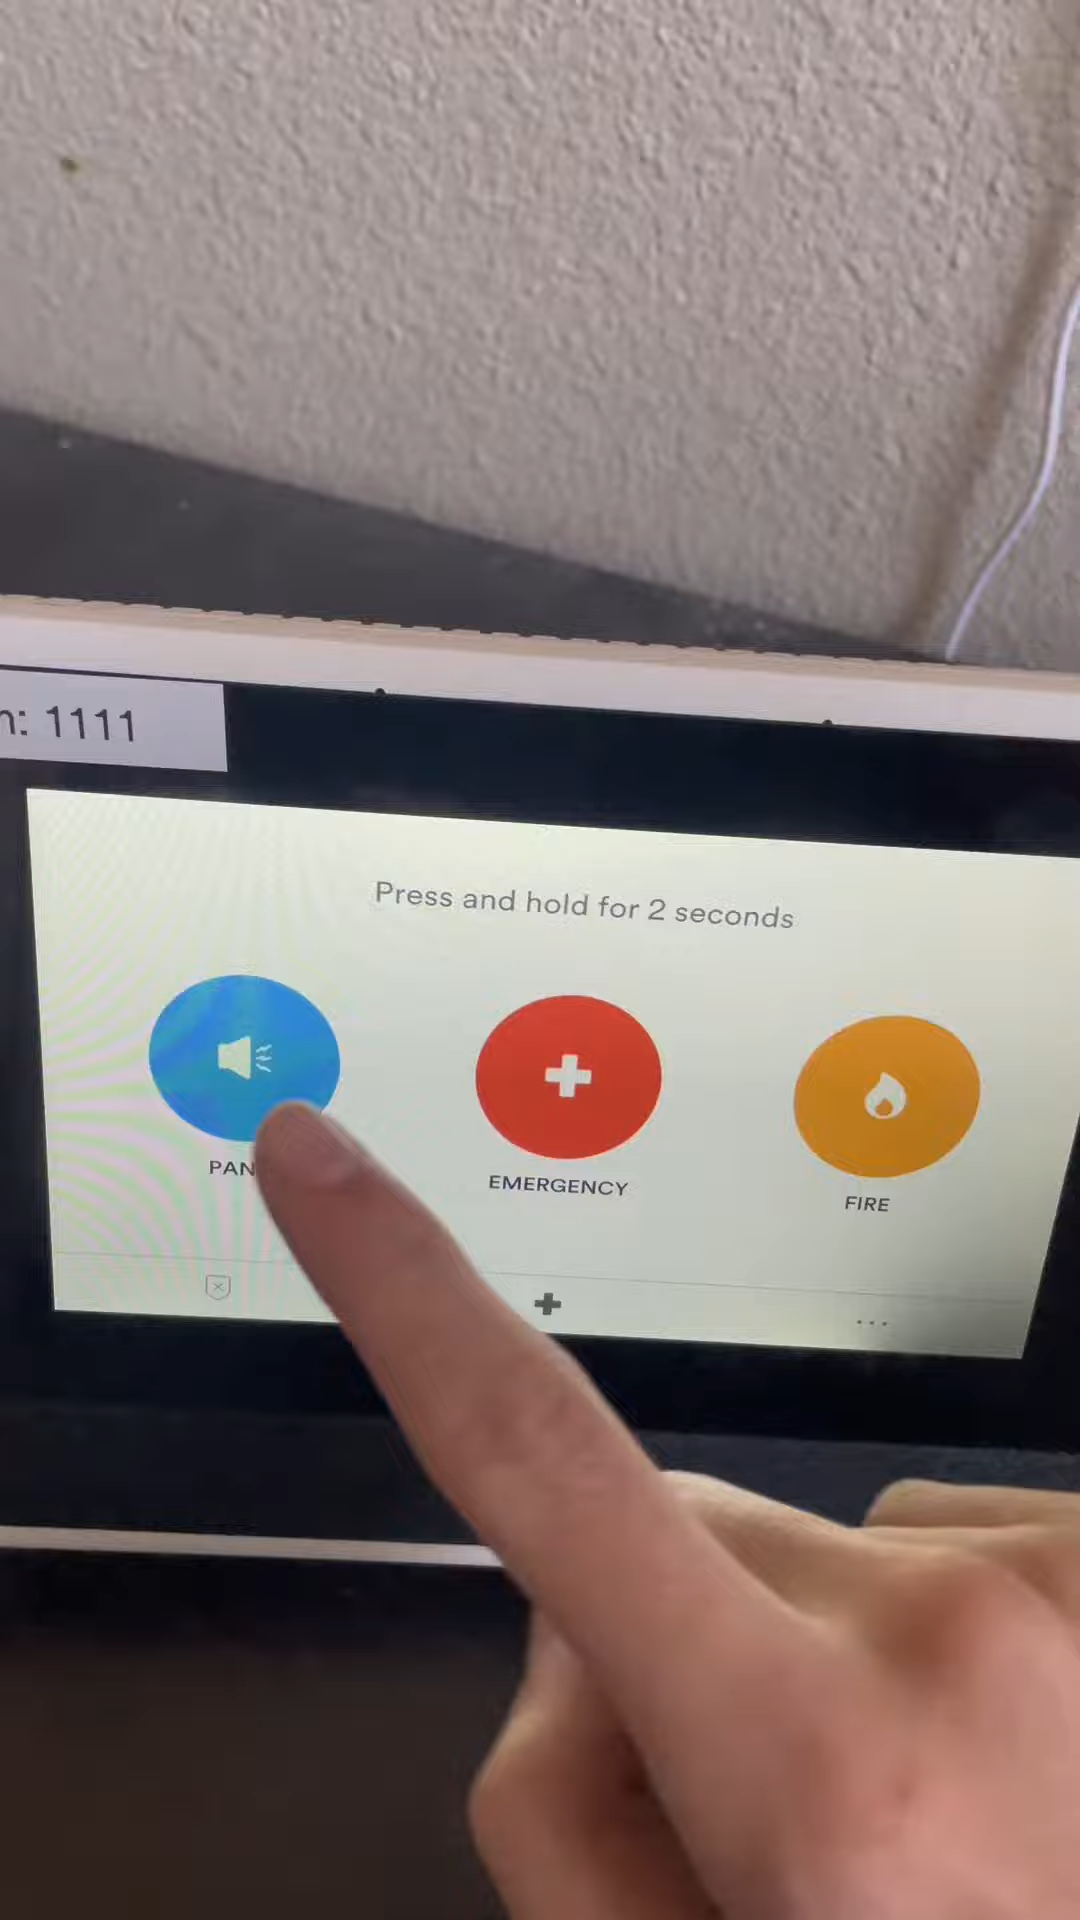 n: 1111
Press and hold for 2 seconds
PAN
EMERGENCY
FIRE